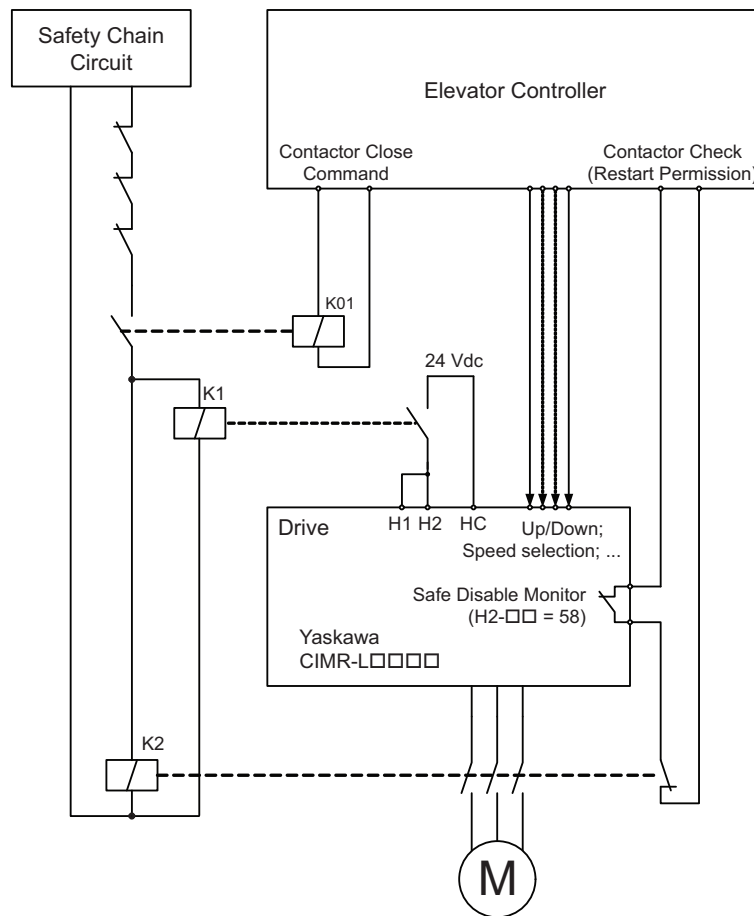 Safety Chain
Circuit
Elevator Controller
Contactor Close
Command
Contactor Check
(Restart Permission)
K01
24 Vdc
K1
Drive
H1
H2
HC
Up/Down;
Speed selection; ...
Safe Disable Monitor
(H2-□□ = 58)
Yaskawa
CIMR-L□□□□
K2
M